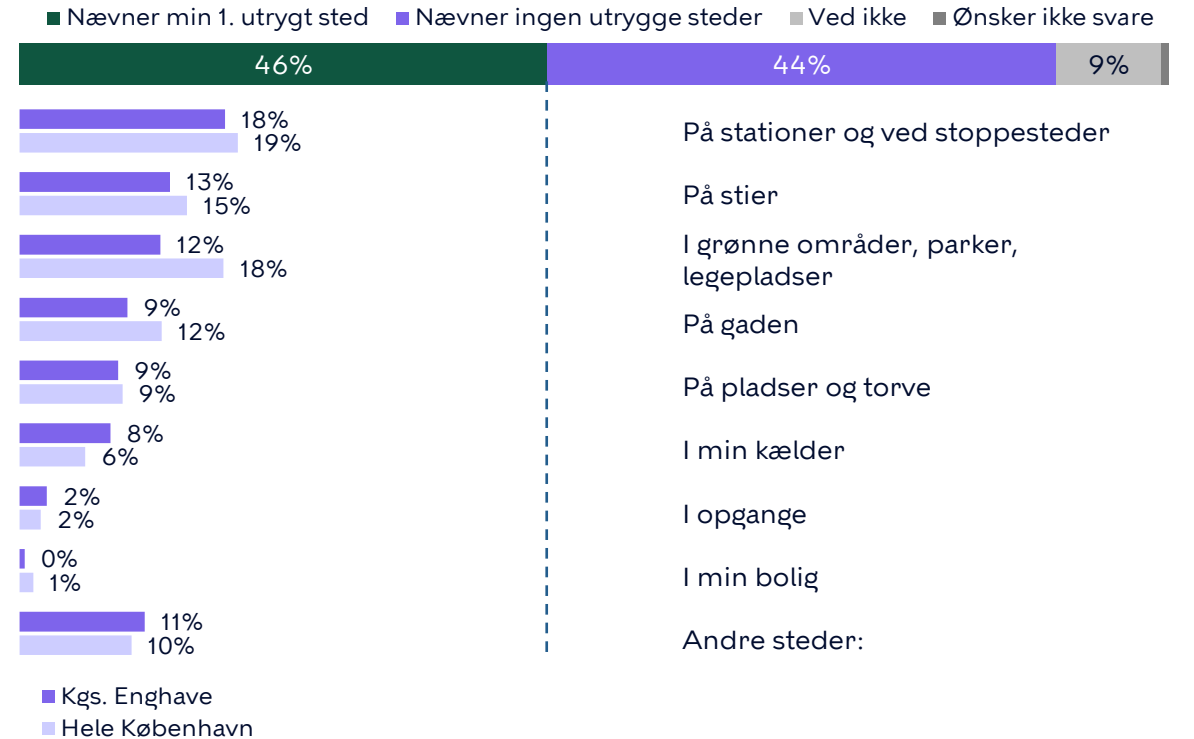 Nævner min 1. utrygt sted Nævner ingen utrygge steder Ved ikke Ønsker ikke svare
46% 44% 9%
18%
19%
På stationer og ved stoppesteder
13%
15%
På stier
12%
18%
I grønne områder, parker,
legepladser
9%
12%
På gaden
9%
9%
På pladser og torve
8%
6%
I min kælder
2%
2%
I opgange
0%
1%
I min bolig
11%
10%
Andre steder:
Kgs. Enghave
Hele København